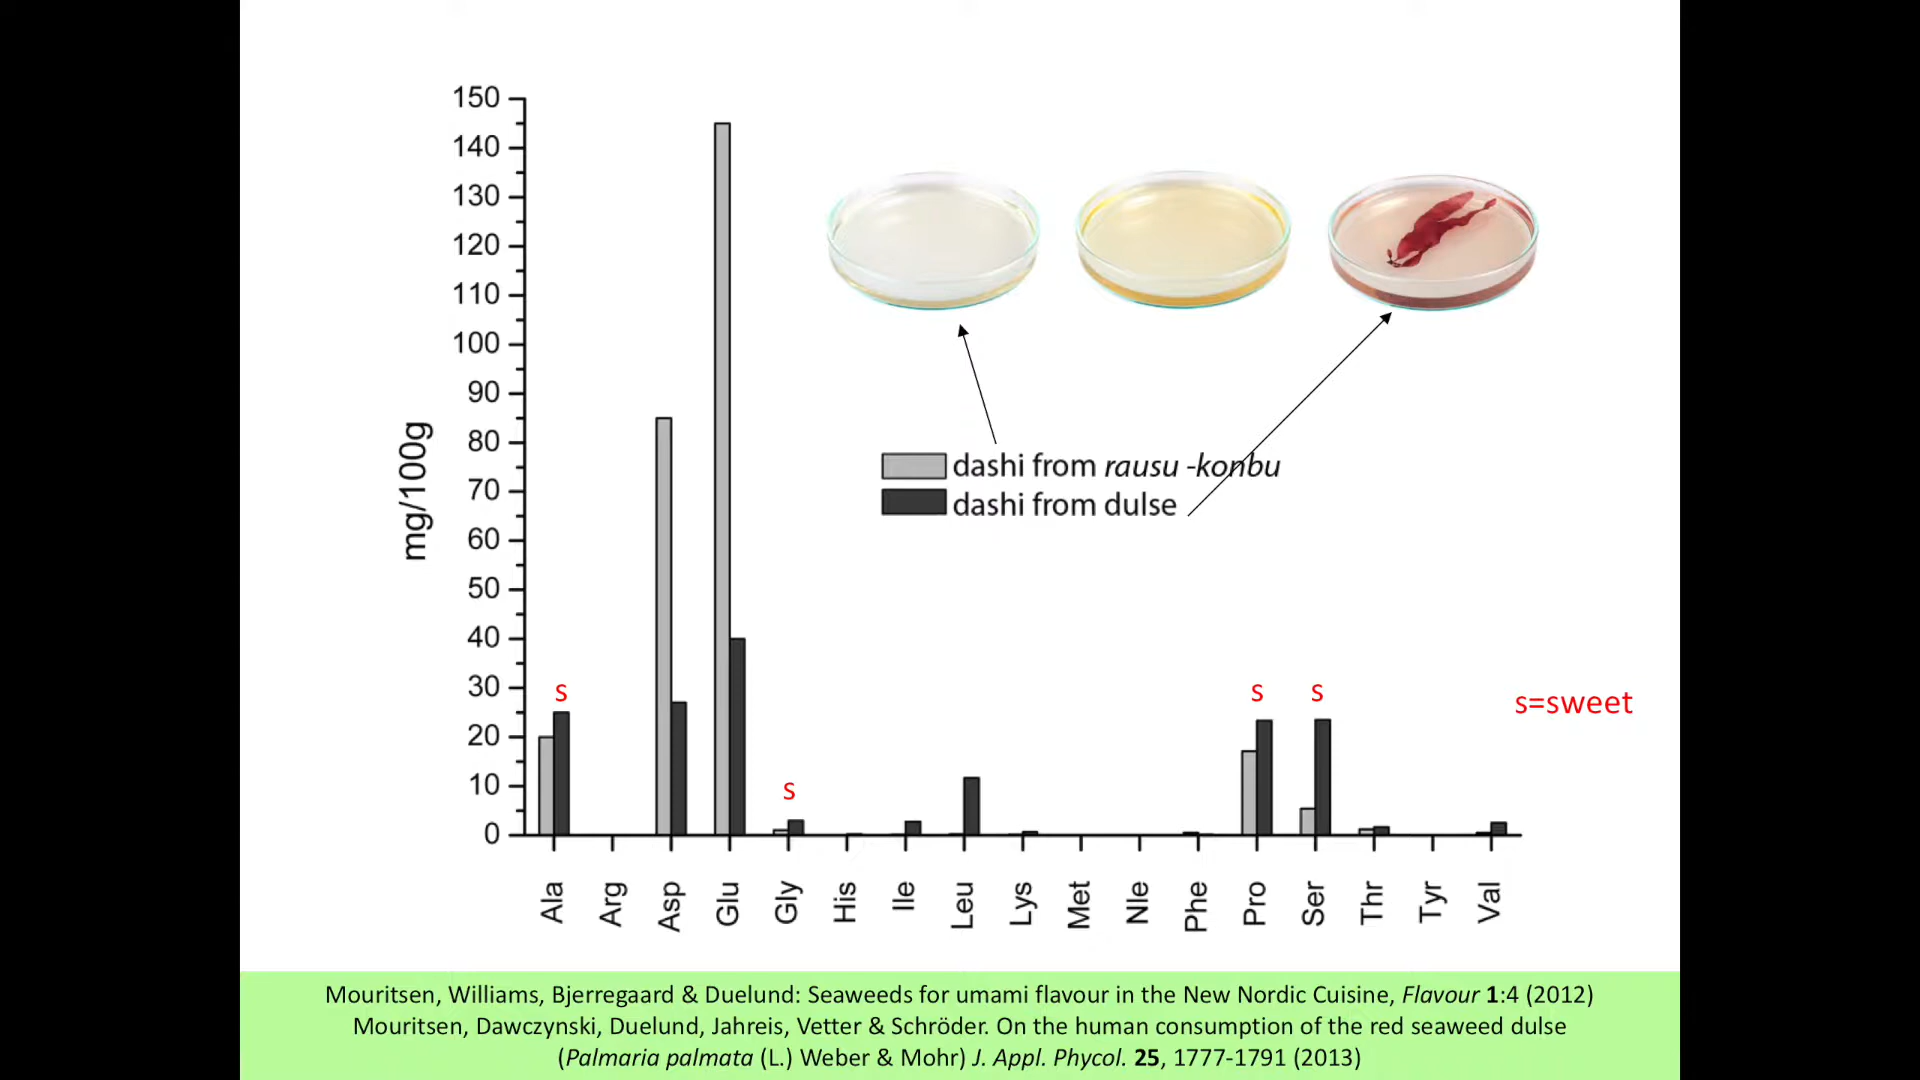 150
140
130
120
110
100
90
80
70
60
50
40
30
20
10
0
mg/100g
dashi from rausu -konbu
dashi from dulse
s
s
s
s
s=sweet
Ala
Arg
Asp
Glu
Gly
His
Ile
Leu
Lys
Met
Nle
Phe
Pro
Ser
Thr
Tyr
Val
Mouritsen, Williams, Bjerregaard & Duelund: Seaweeds for umami flavour in the New Nordic Cuisine, Flavour 1:4 (2012)
Mouritsen, Dawczynski, Duelund, Jahreis, Vetter & Schröder. On the human consumption of the red seaweed dulse
(Palmaria palmata (L.) Weber & Mohr) J. Appl. Phycol. 25, 1777-1791 (2013)